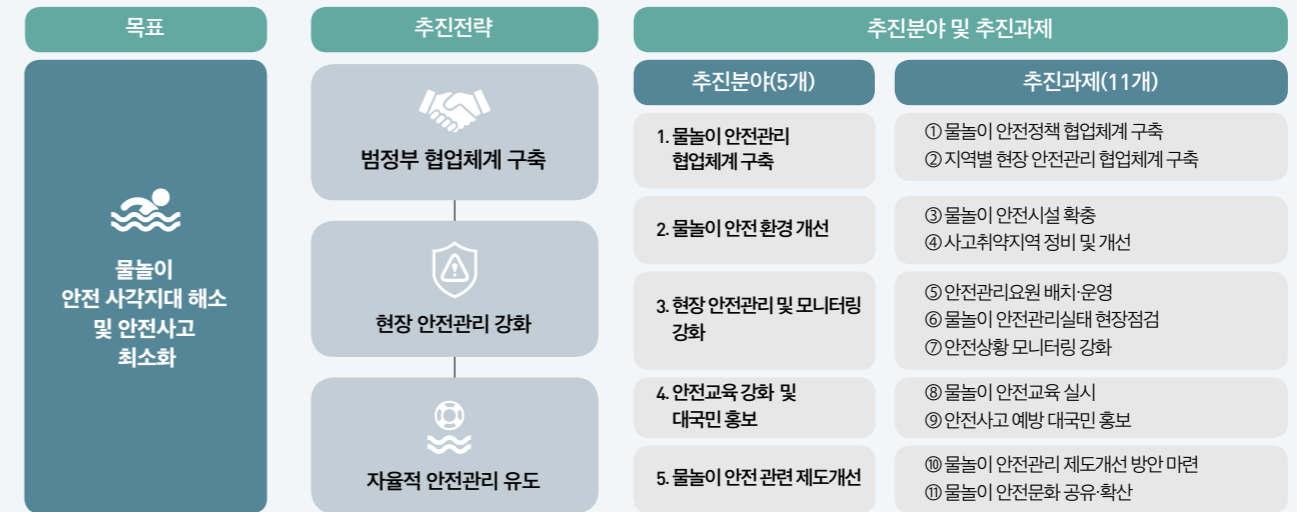 목표
추진전략
추진분야 및 추진과제
물놀이
안전 사각지대 해소
및 안전사고
최소화
범정부 협업체계 구축
현장 안전관리 강화
자율적 안전관리 유도
추진분야(5개)
추진과제(11개)
1. 물놀이 안전관리
협업체계 구축
① 물놀이 안전정책 협업체계 구축
② 지역별 현장 안전관리 협업체계 구축
2. 물놀이 안전 환경 개선
③ 물놀이 안전시설 확충
④ 사고취약지역 정비 및 개선
3. 현장 안전관리 및 모니터링
강화
⑤ 안전관리요원 배치·운영
⑥ 물놀이 안전관리실태 현장점검
⑦ 안전상황 모니터링 강화
4. 안전교육 강화 및
대국민 홍보
⑧ 물놀이 안전교육 실시
⑨ 안전사고 예방 대국민 홍보
5. 물놀이 안전 관련 제도개선
⑩ 물놀이 안전관리 제도개선 방안 마련
⑪ 물놀이 안전문화 공유·확산